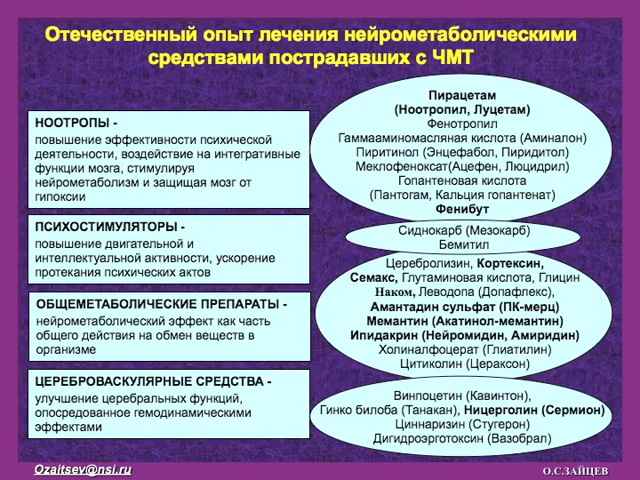 Отечественный опыт лечения нейрометаболическими
средствами пострадавших с ЧМТ
НООТРОПЫ -
повышение эффективности психической
деятельности, воздействие на интегративные
функции мозга, стимулируя
нейрометаболизм и защищая мозг от
гипоксии
Пирацетам
(Ноотропил, Луцетам)
Фенотропил
Гаммааминомасляная кислота (Аминалон)
Пиритинол (Энцефабол, Пиридитол)
Меклофеноксат(Ацефен, Люцидрил)
Гопантеновая кислота
(Пантогам, Кальция гопантенат)
Фенибут
ПСИХОСТИМУЛЯТОРЫ -
повышение двигательной и
интеллектуальной активности, ускорение
протекания психических актов
Сиднокарб (Мезокарб)
Бемитил
ОБЩЕМЕТАБОЛИЧЕСКИЕ ПРЕПАРАТЫ -
нейрометаболический эффект как часть
общего действия на обмен веществ в
организме
Церебролизин, Кортексин,
Семакс, Глутаминовая кислота, Глицин
Наком, Леводопа (Допафлекс),
Амантадин сульфат (ПК-мерц)
Мемантин (Акатинол-мемантин)
Ипидакрин (Нейромидин, Амиридин)
Холиналфоцерат (Глиатилин)
Цитиколин (Цераксон)
ЦЕРЕБРОВАСКУЛЯРНЫЕ СРЕДСТВА -
улучшение церебральных функций,
опосредованное гемодинамическими
эффектами
Винпоцетин (Кавинтон),
Гинко билоба (Танакан), Ницерголин (Сермион)
Циннаризин (Стугерон)
Дигидроэрготоксин (Вазобрал)
Ozaitsev@nsi.ru
О.С.ЗАЙЦЕВ